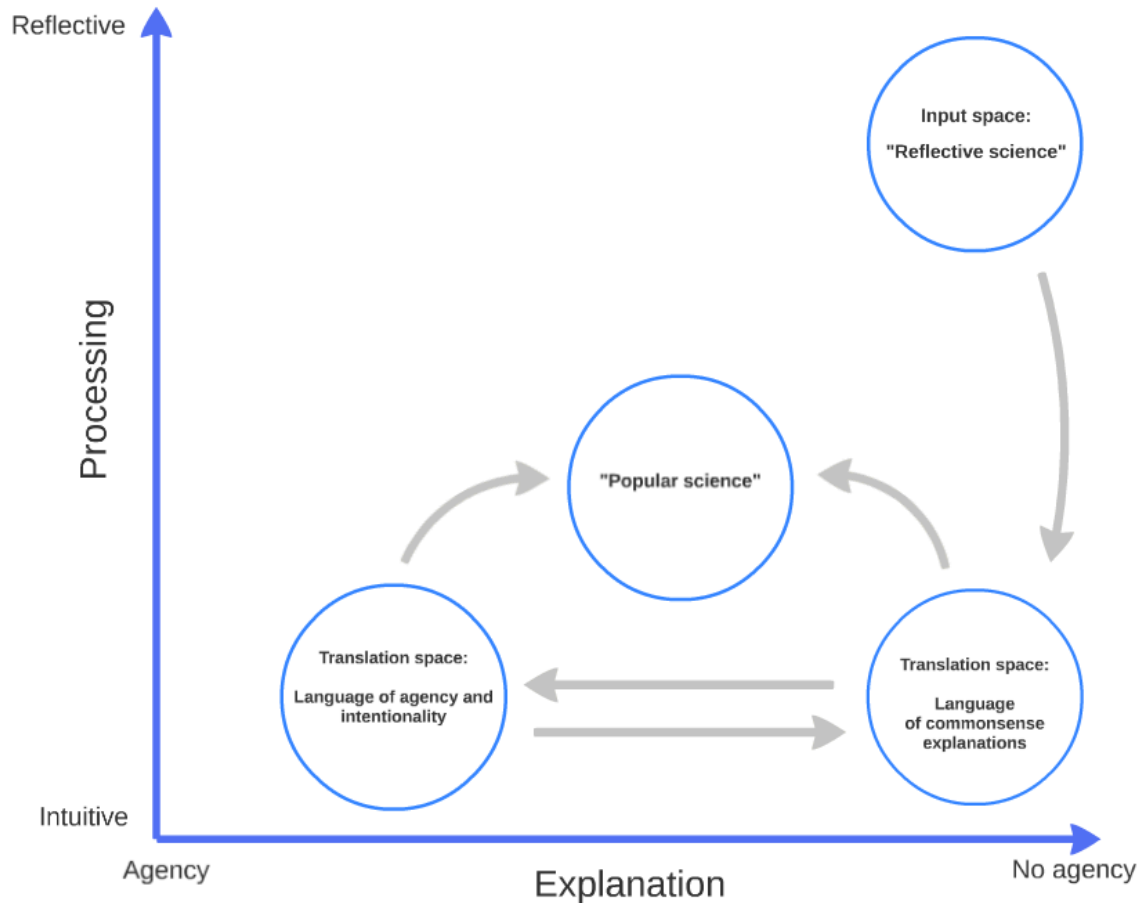 Reflective
Input space:
"Reflective science"
Processing
"Popular science"
Translation space:
Language of agency and
intentionality
Translation space:
Language
of commonsense
explanations
Intuitive
Agency
Explanation
No agency